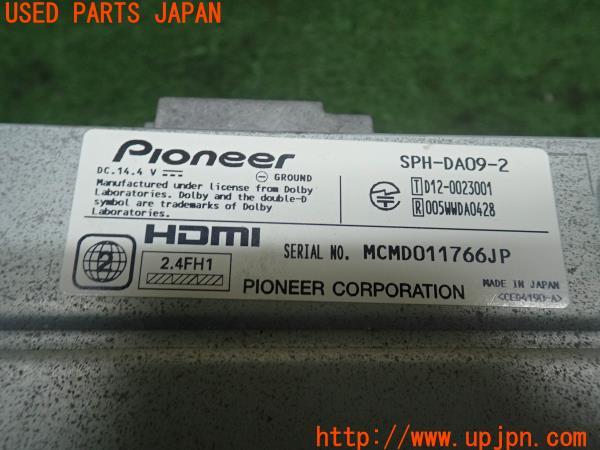 USED PARTS JAPAN
Pioneer
DC.14.4 V
GROUND
Manufactured under license from Dolby
Laboratories. Dolby and the double-D
symbol are trademarks of Dolby
Laboratories.
SPH-DA09-2
T D12-0023001
R 005WWDA0428
HDMI
SERIAL NO. MCMD011766JP
2
2.4FH1
PIONEER CORPORATION
MADE IN JAPAN
<CE0419D-A>
UPJ http://www.upjpn.com/